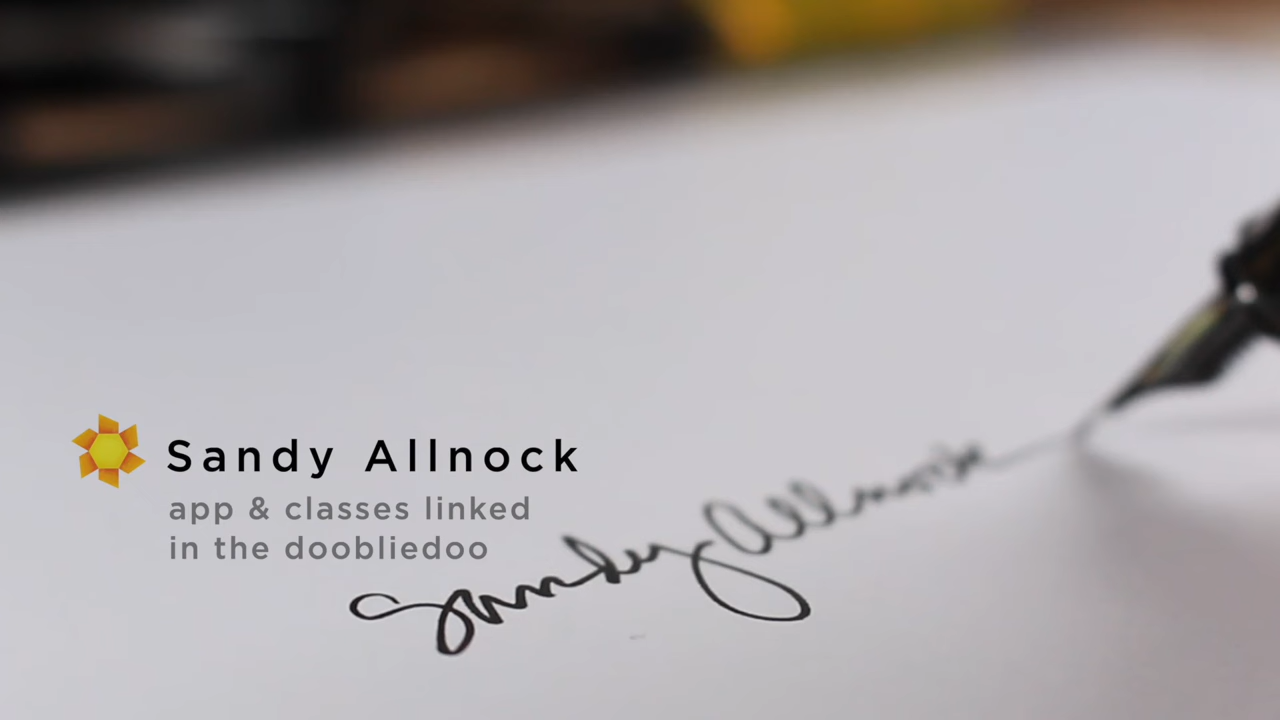 Sandy Allnock
app & classes linked
in the doobliedoo
Sandy Allnock